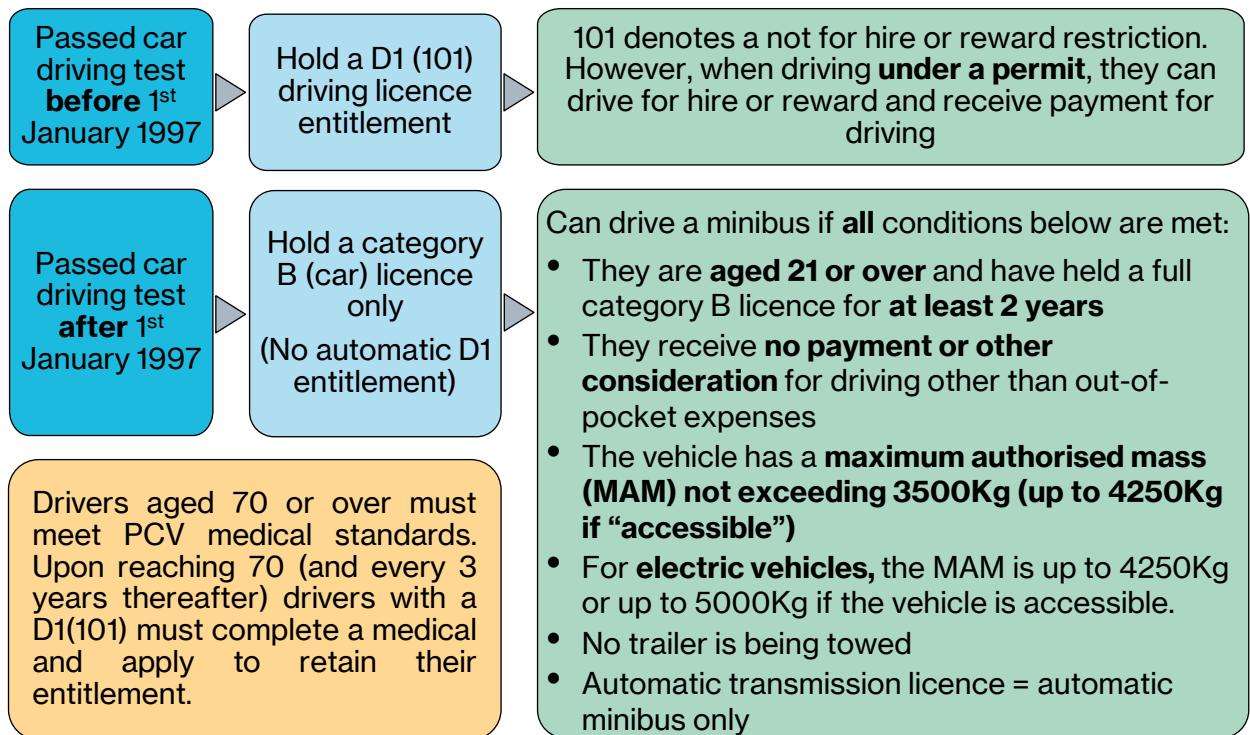 Passed car
driving test
before 1st
January 1997
Hold a D1 (101)
driving licence
entitlement
101 denotes a not for hire or reward restriction.
However, when driving under a permit, they can
drive for hire or reward and receive payment for
driving
Passed car
driving test
after 1st
January 1997
Hold a category
B (car) licence
only
(No automatic D1
entitlement)
Can drive a minibus if all conditions below are met:
• They are aged 21 or over and have held a full
category B licence for at least 2 years
• They receive no payment or other
consideration for driving other than out-of-
pocket expenses
• The vehicle has a maximum authorised mass
(MAM) not exceeding 3500Kg (up to 4250Kg
if “accessible”)
• For electric vehicles, the MAM is up to 4250Kg
or up to 5000Kg if the vehicle is accessible.
• No trailer is being towed
• Automatic transmission licence = automatic
minibus only
Drivers aged 70 or over must
meet PCV medical standards.
Upon reaching 70 (and every 3
years thereafter) drivers with a
D1(101) must complete a medical
and apply to retain their
entitlement.